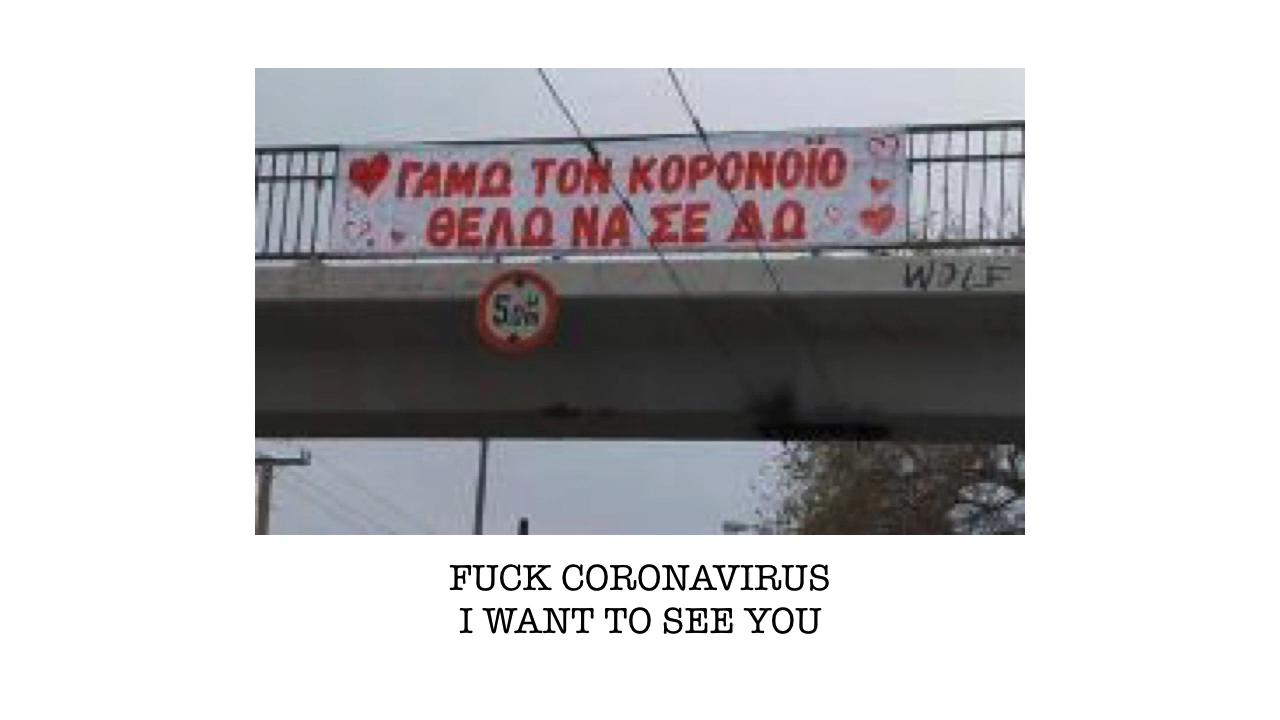 ΓΑΜΩ ΤΟΝ ΚΟΡΟΝΟΪΟ
ΘΕΛΩ ΝΑ ΣΕ ΔΩ
WOLF
FUCK CORONAVIRUS
I WANT TO SEE YOU